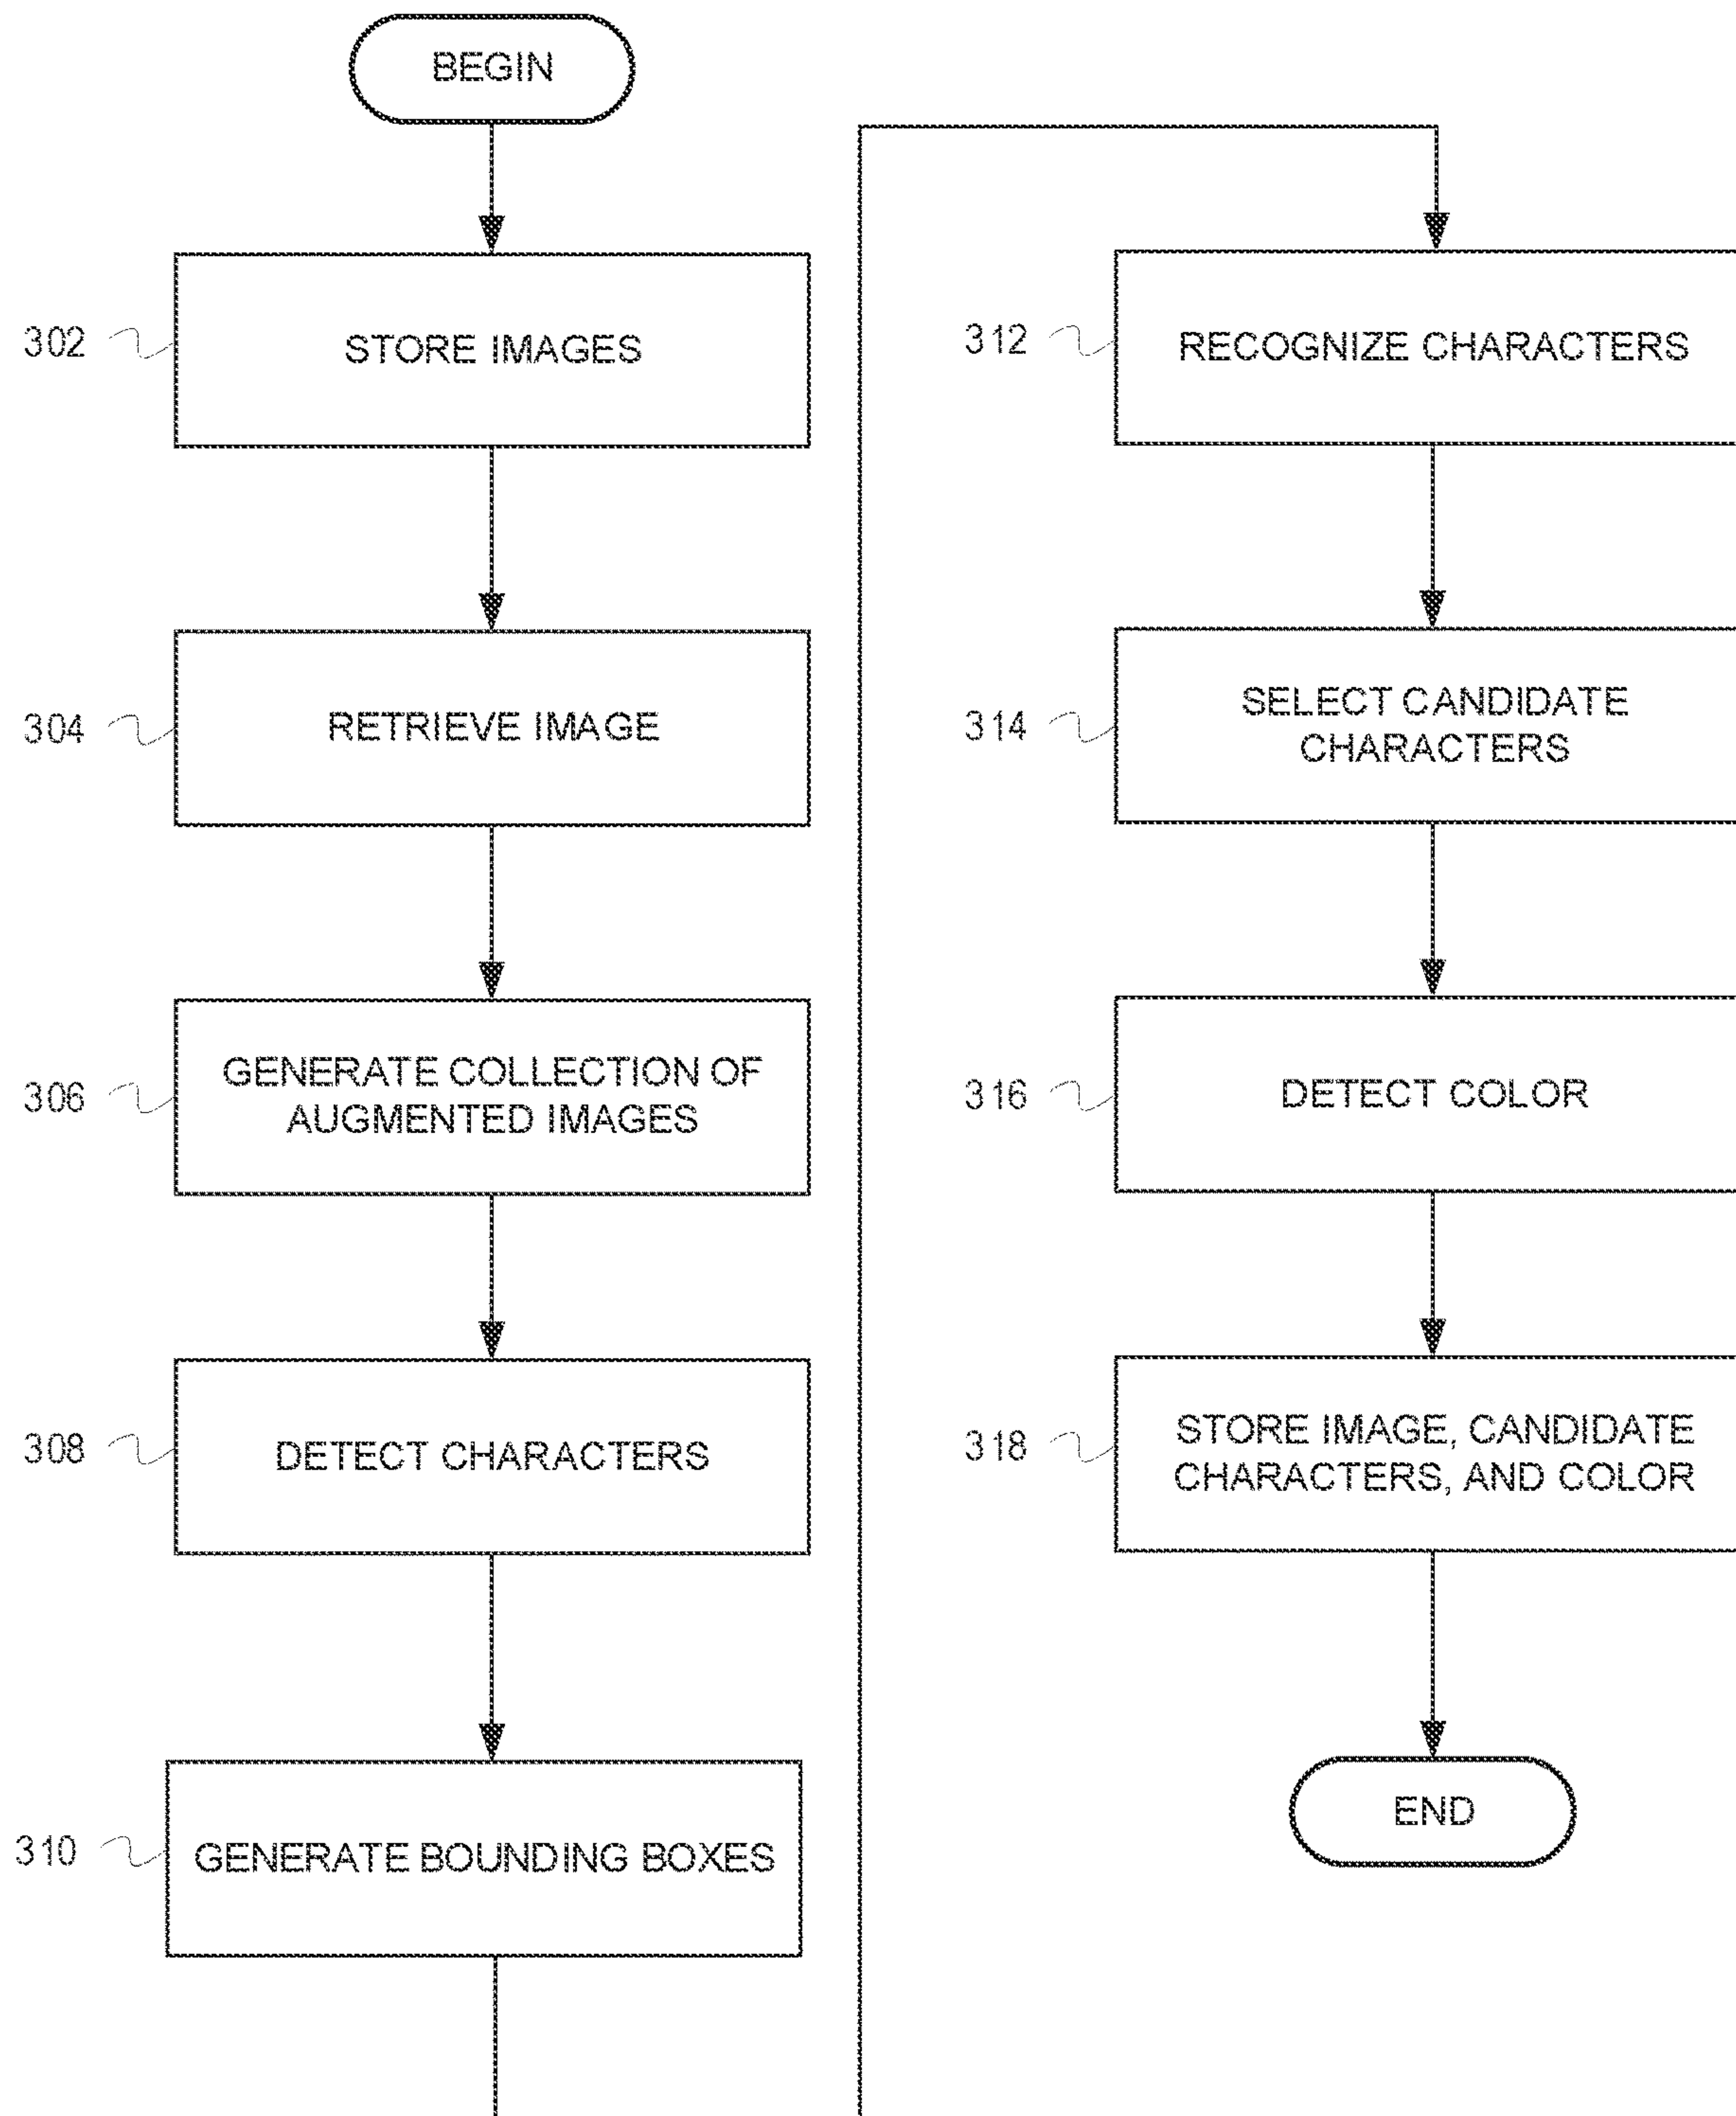 BEGIN
302
STORE IMAGES
304
RETRIEVE IMAGE
306
GENERATE COLLECTION OF
AUGMENTED IMAGES
308
DETECT CHARACTERS
310
GENERATE BOUNDING BOXES
312
RECOGNIZE CHARACTERS
314
SELECT CANDIDATE
CHARACTERS
316
DETECT COLOR
318
STORE IMAGE, CANDIDATE
CHARACTERS, AND COLOR
END